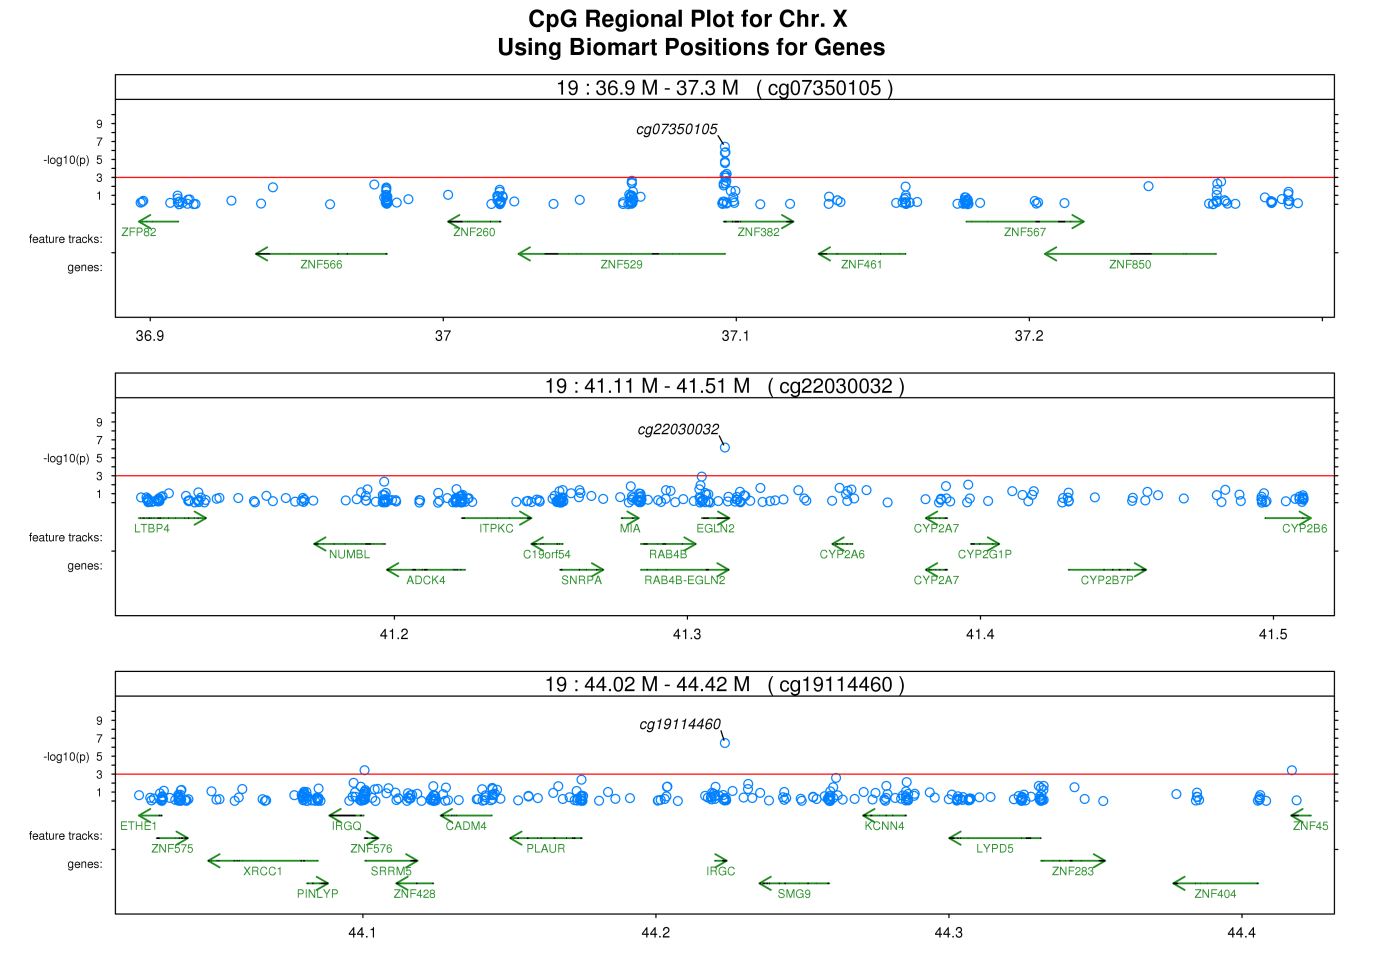 CpG Regional Plot for Chr. X
Using Biomart Positions for Genes
19 : 36.9 M - 37.3 M ( cg07350105 )
cg07350105
9
7
-log10(p) 5
3
1
ZFP82 ZNF260 ZNF382 ZNF567
feature tracks:
ZNF566 ZNF529 ZNF461 ZNF850
genes:
36.9 37 37.1 37.2
19 : 41.11 M - 41.51 M ( cg22030032 )
9
cg22030032
7
-log10(p) 5
3
1
LTBP4 ITPKC MIA EGLN2 CYP2A7 CYP2B6
feature tracks:
NUMBL C19orf54 RAB4B CYP2A6 CYP2G1P
genes:
ADCK4 SNRPA RAB4B-EGLN2 CYP2A7 CYP2B7P
41.2 41.3 41.4 41.5
19 : 44.02 M - 44.42 M ( cg19114460 )
9
cg19114460
7
-log10(p) 5
3
1
ETHE1 IRGQ CADM4 KCNN4 ZNF45
feature tracks:
ZNF575 ZNF576 PLAUR LYPD5
genes:
XRCC1 SRRM5 IRGC ZNF283
PINLYP ZNF428 SMG9 ZNF404
44.1 44.2 44.3 44.4